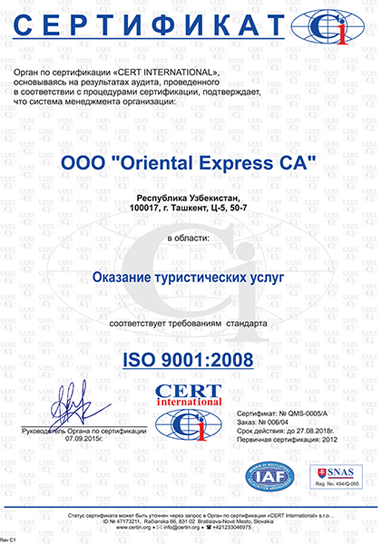 СЕРТИФИКАТ
Ci
Орган по сертификации «CERT INTERNATIONAL»,
основываясь на результатах аудита, проведенного
в соответствии с процедурами сертификации, подтверждает,
что система менеджмента организации:
ООО "Oriental Express CA"
Республика Узбекистан,
100017, г. Ташкент, Ц-5, 50-7
в области:
Оказание туристических услуг
соответствует требованиям стандарта
ISO 9001:2008
CERT
international
Ci
Руководитель Органа по сертификации
07.09.2015г.
Сертификат: № QMS-0005/A
Заказ: № 006/04
Срок действия: до 27.08.2018г.
Первичная сертификация: 2012
IAF
SNAS
Reg. No. 494/Q-065
Статус сертификата может быть уточнен через запрос в Орган по сертификации «CERT International» s.r.o.,
ID № 47173211, Račianska 66, 831 02 Bratislava-Nové Mesto, Slovakia
www.certin.org • info@certin.org • +421233046975
Rev C1